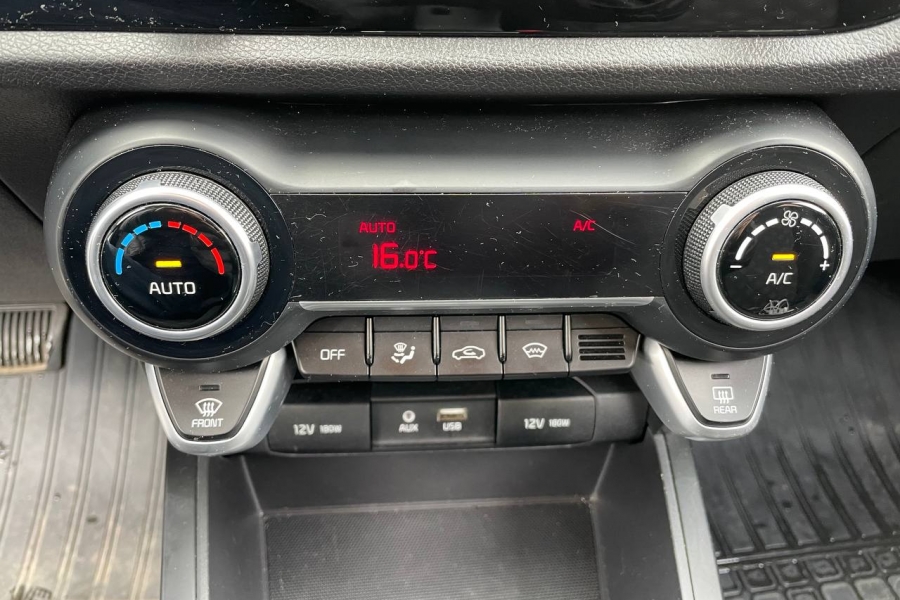 AUTO A/C
16.0°C
AUTO
- +
A/C
OFF
FRONT
REAR
12V 180W
AUX USB
12V 180W